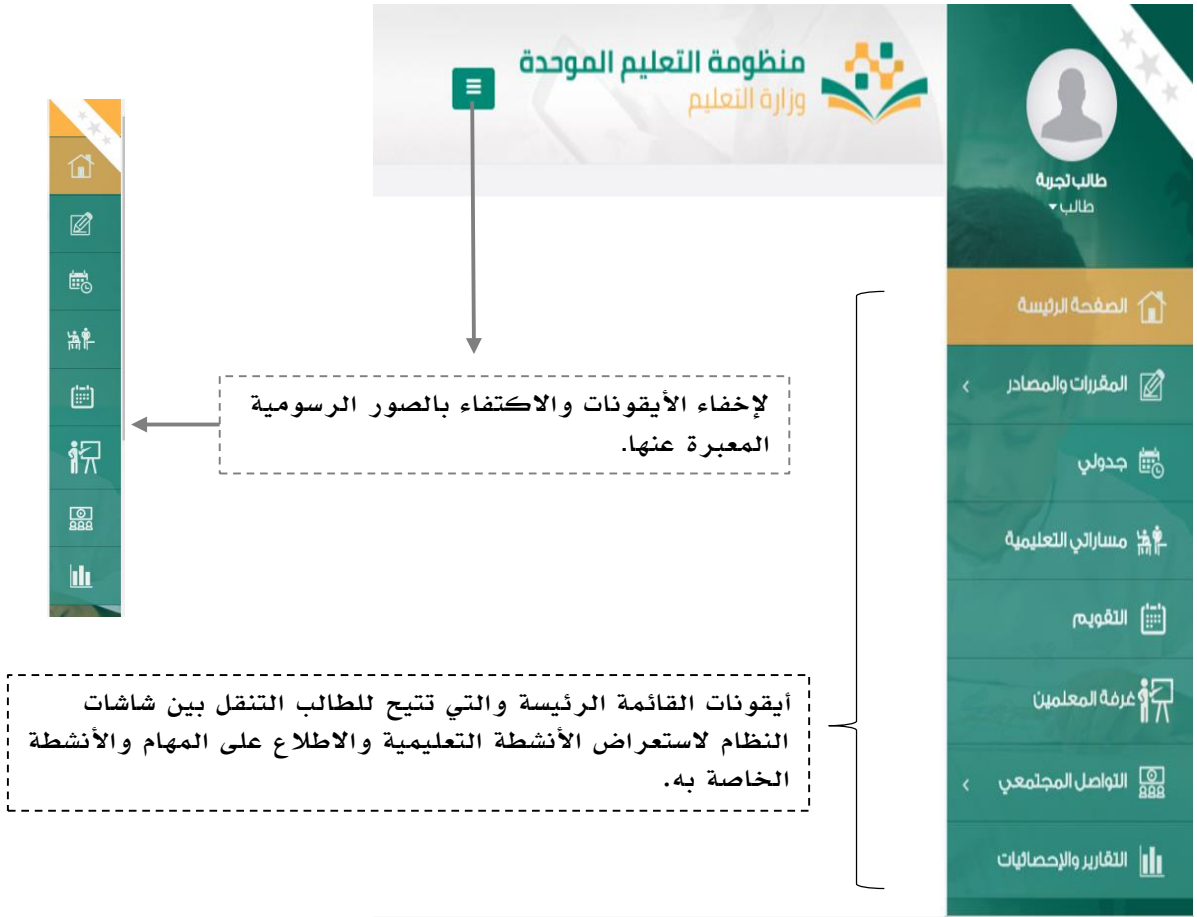 منظومة التعليم الموحدة
وزارة التعليم
طالب تجربة
طالب
الصفحة الرئيسة
المقررات والمصادر
جدولي
مساراتي التعليمية
التقويم
غرفة المعلمين
التواصل المجتمعي
التقارير والإحصائيات
لإخفاء الأيقونات والاكتفاء بالصور الرسومية
المعبرة عنها.
أيقونات القائمة الرئيسة والتي تتيح للطالب التنقل بين شاشات
النظام لاستعراض الأنشطة التعليمية والاطلاع على المهام والأنشطة
الخاصة به.